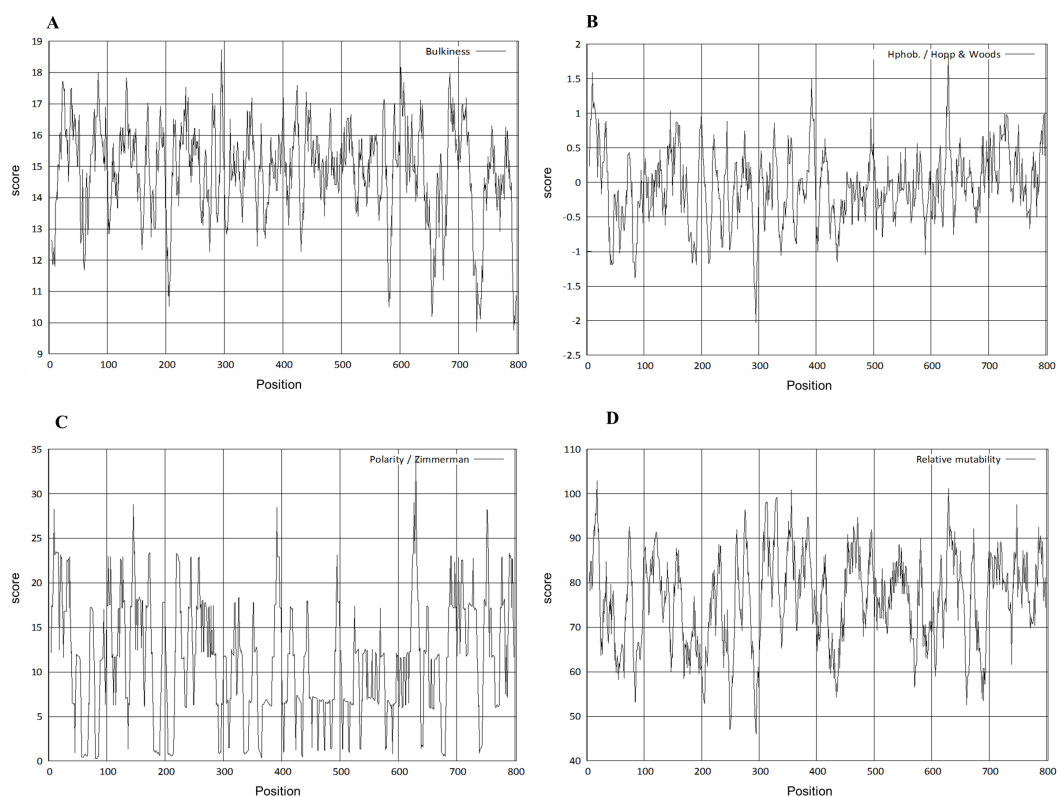 A
Bulkiness
score
19
18
17
16
15
14
13
12
11
10
9
0 100 200 300 400 500 600 700 800
Position
B
Hphob. / Hopp & Woods
score
2
1.5
1
0.5
0
-0.5
-1
-1.5
-2
-2.5
0 100 200 300 400 500 600 700 800
Position
C
Polarity / Zimmerman
score
35
30
25
20
15
10
5
0
0 100 200 300 400 500 600 700 800
Position
D
Relative mutability
score
110
100
90
80
70
60
50
40
0 100 200 300 400 500 600 700 800
Position